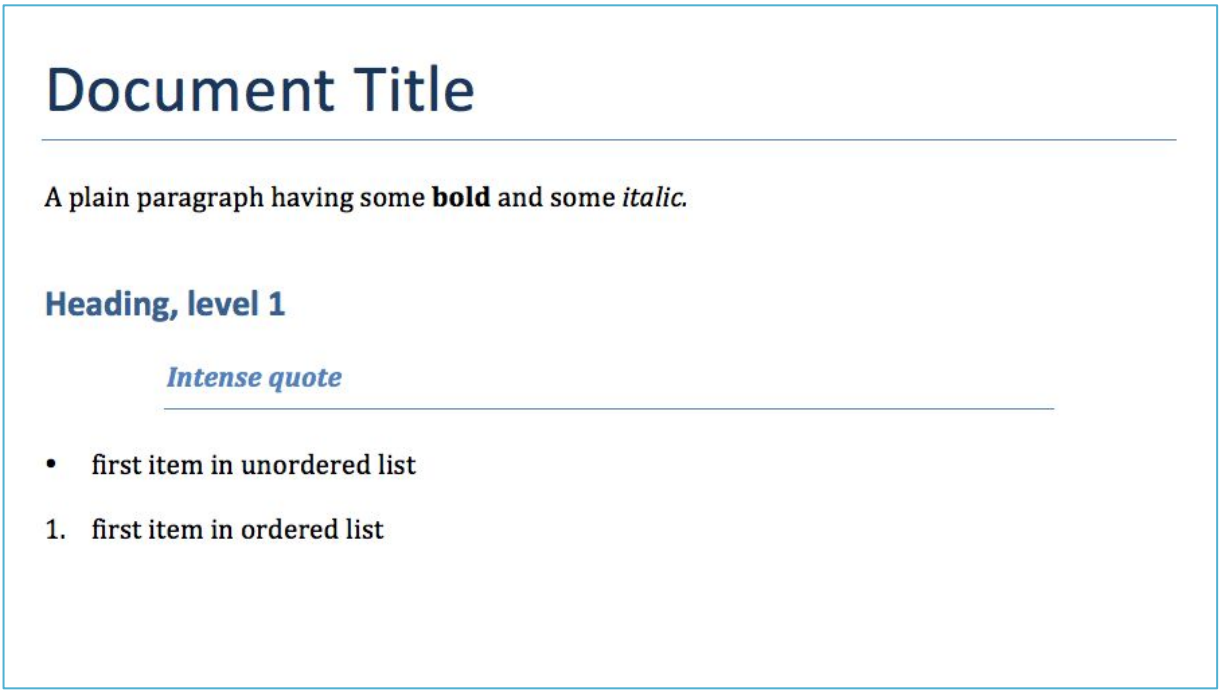 Document Title
A plain paragraph having some bold and some italic.
Heading, level 1
Intense quote
• first item in unordered list
1. first item in ordered list